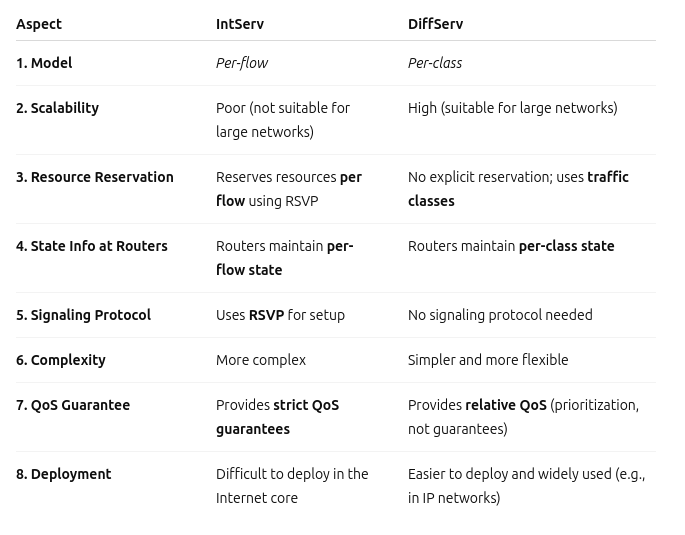 Aspect IntServ DiffServ
1. Model Per-flow Per-class
2. Scalability Poor (not suitable for High (suitable for large networks)
large networks)
3. Resource Reservation Reserves resources per No explicit reservation; uses traffic
flow using RSVP classes
4. State Info at Routers Routers maintain per- Routers maintain per-class state
flow state
5. Signaling Protocol Uses RSVP for setup No signaling protocol needed
6. Complexity More complex Simpler and more flexible
7. QoS Guarantee Provides strict QoS Provides relative QoS (prioritization,
guarantees not guarantees)
8. Deployment Difficult to deploy in the Easier to deploy and widely used (e.g.,
Internet core in IP networks)